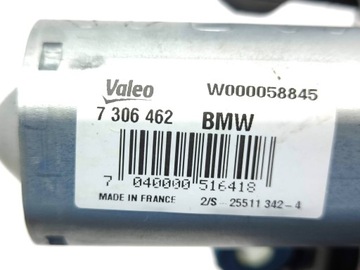 Valeo W000058845
7 306 462 BMW
7 040000 516418
MADE IN FRANCE 2/S - 25511 342-4